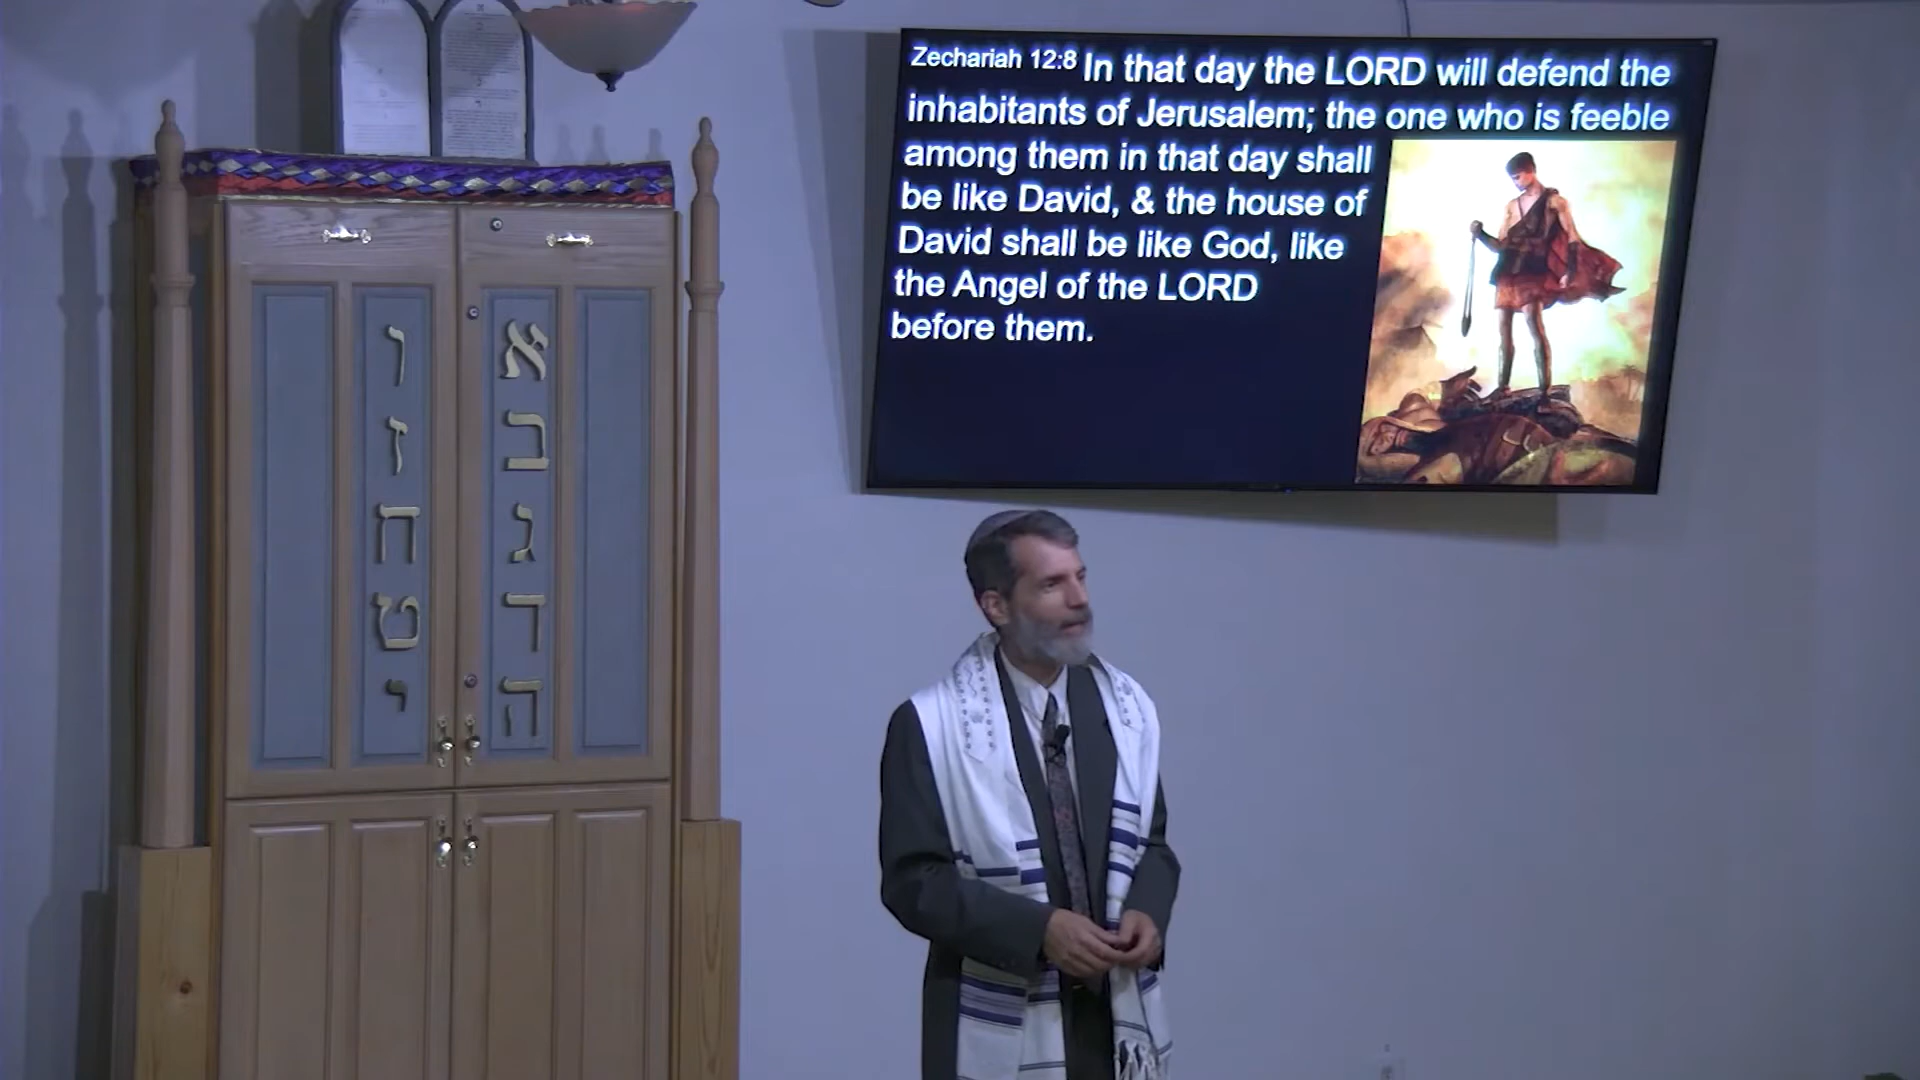 Zechariah 12:8 In that day the LORD will defend the
inhabitants of Jerusalem; the one who is feeble
among them in that day shall
be like David, & the house of
David shall be like God, like
the Angel of the LORD
before them.
א
ב
ג
ד
ה
ו
ז
ח
ט
י